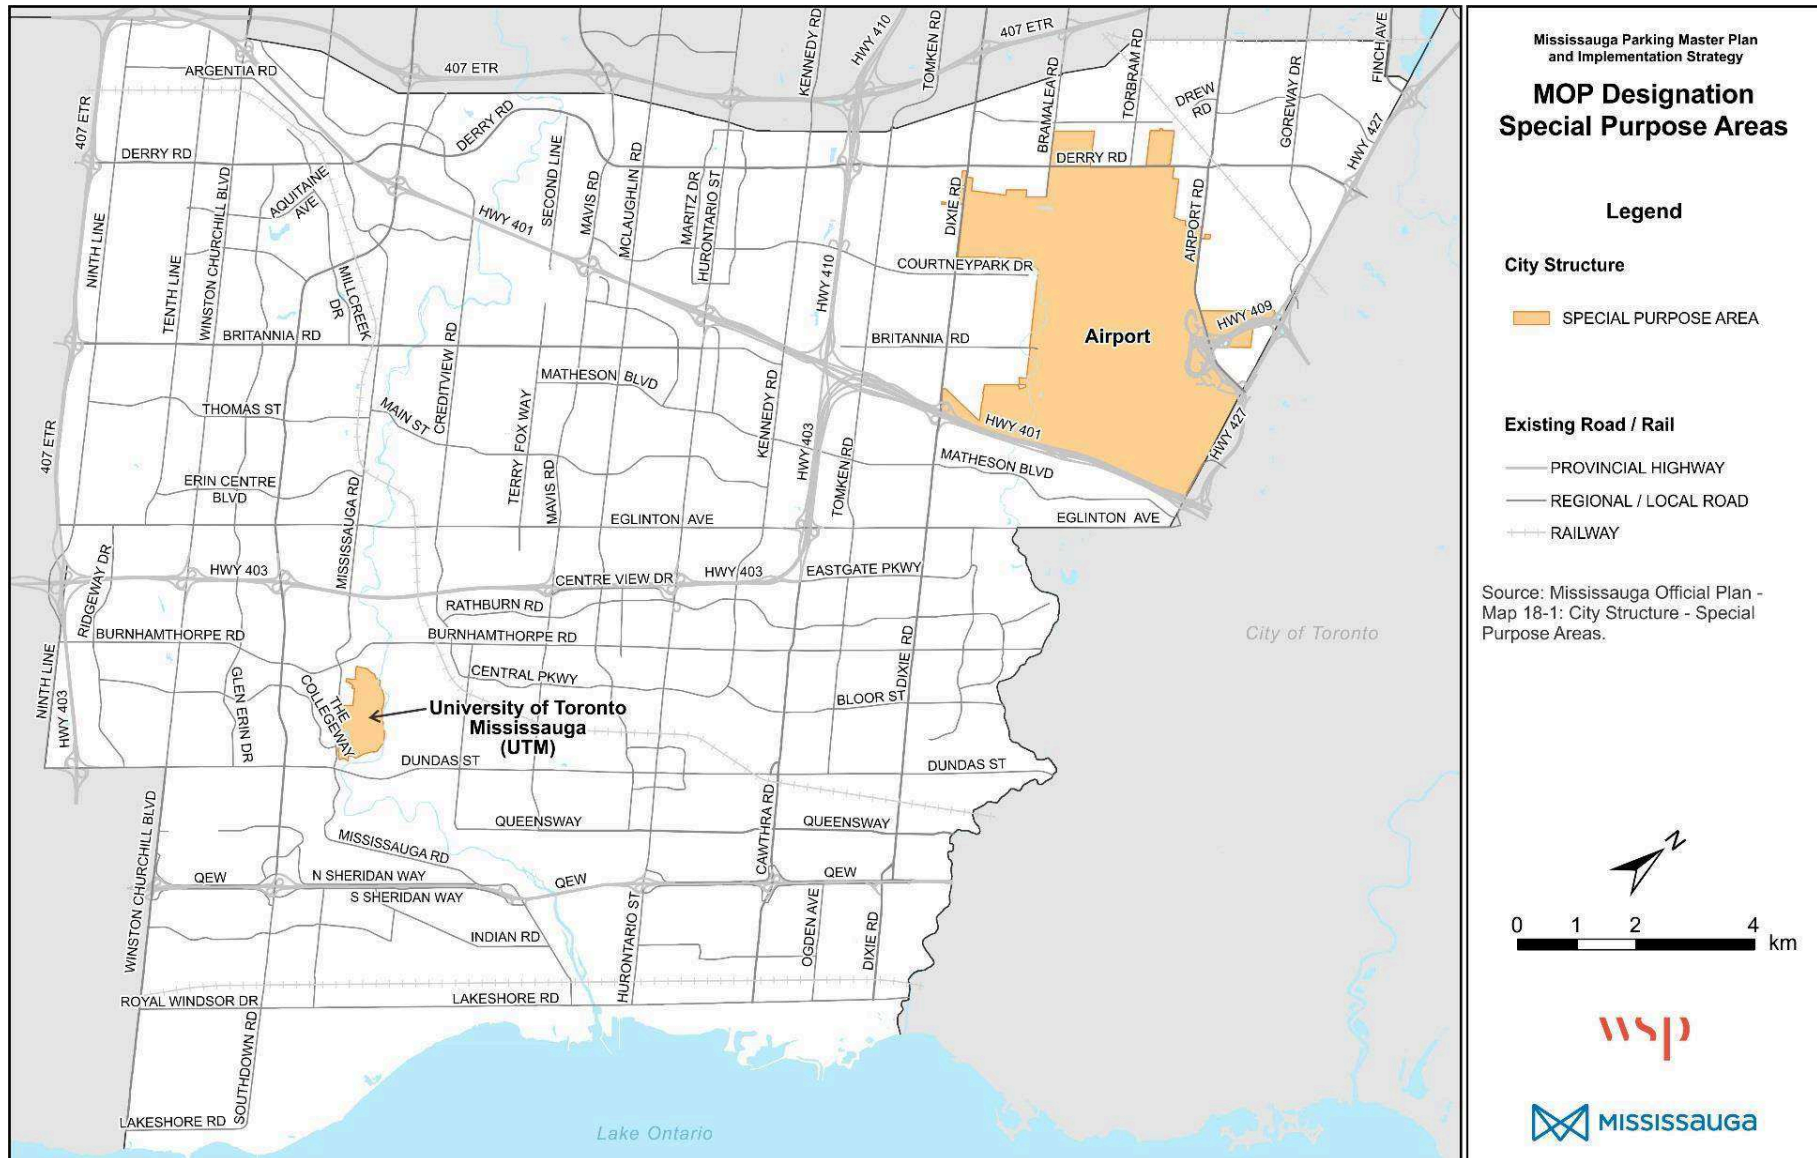 407 ETR
HWY 410
KENNEDY RD
TOMKEN RD
407 ETR
FINCH AVE
ARGENTIA RD
407 ETR
BRAMALEA RD
TORBRAM RD
DREW
RD
GOREWAY DR
HWY 427
DERRY RD
DERRY RD
DERRY RD
SECOND LINE
MAVIS RD
MCLAUGHLIN RD
MARITZ DR
HURONTARIO ST
DIXIE RD
AIRPORT RD
AQUITAINE
AVE
HWY 401
NINTH LINE
TENTH LINE
WINSTON CHURCHILL BLVD
MILLCREEK
DR
COURTNEYPARK DR
HWY 410
HWY 409
BRITANNIA RD
BRITANNIA RD
Airport
CREDITVIEW RD
MATHESON BLVD
KENNEDY RD
THOMAS ST
MAIN ST
TERRY FOX WAY
HWY 403
HWY 401
HWY 427
407 ETR
MATHESON BLVD
ERIN CENTRE
BLVD
MISSISSAUGA RD
MAVIS RD
TOMKEN RD
EGLINTON AVE
EGLINTON AVE
RIDGEWAY DR
HWY 403
CENTRE VIEW DR
HWY 403
EASTGATE PKWY
RATHBURN RD
BURNHAMTHORPE RD
BURNHAMTHORPE RD
City of Toronto
DIXIE RD
CENTRAL PKWY
BLOOR ST
NINTH LINE
HWY 403
GLEN ERIN DR
THE
COLLEGEWAY
University of Toronto
Mississauga
(UTM)
DUNDAS ST
DUNDAS ST
WINSTON CHURCHILL BLVD
CAWTHRA RD
QUEENSWAY
QUEENSWAY
MISSISSAUGA RD
QEW
N SHERIDAN WAY
QEW
QEW
S SHERIDAN WAY
INDIAN RD
HURONTARIO ST
OGDEN AVE
DIXIE RD
ROYAL WINDSOR DR
LAKESHORE RD
SOUTHDOWN RD
LAKESHORE RD
Lake Ontario
Mississauga Parking Master Plan
and Implementation Strategy
MOP Designation
Special Purpose Areas
Legend
City Structure
SPECIAL PURPOSE AREA
Existing Road / Rail
PROVINCIAL HIGHWAY
REGIONAL / LOCAL ROAD
RAILWAY
Source: Mississauga Official Plan -
Map 18-1: City Structure - Special
Purpose Areas.
N
0 1 2 4
km
wsp
MISSISSAUGA